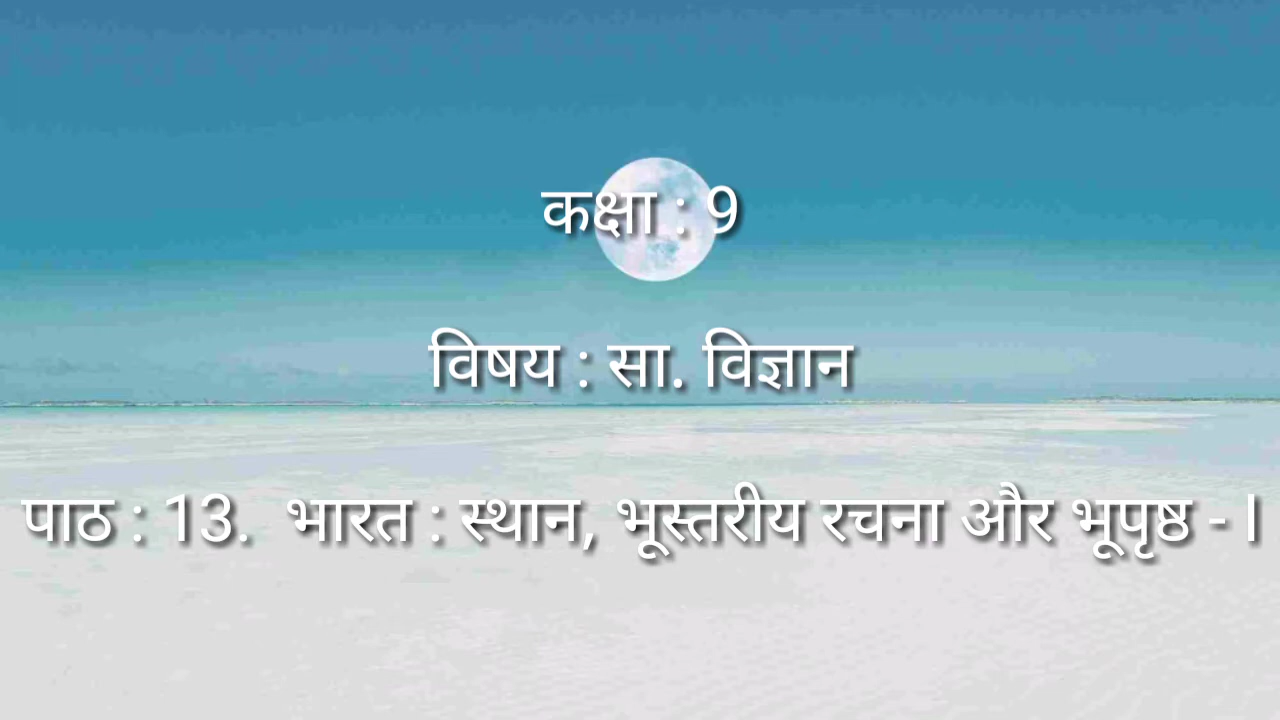 कक्षा : 9
विषय : सा. विज्ञान
पाठ : 13. भारत : स्थान, भूस्तरीय रचना और भूपृष्ठ - I